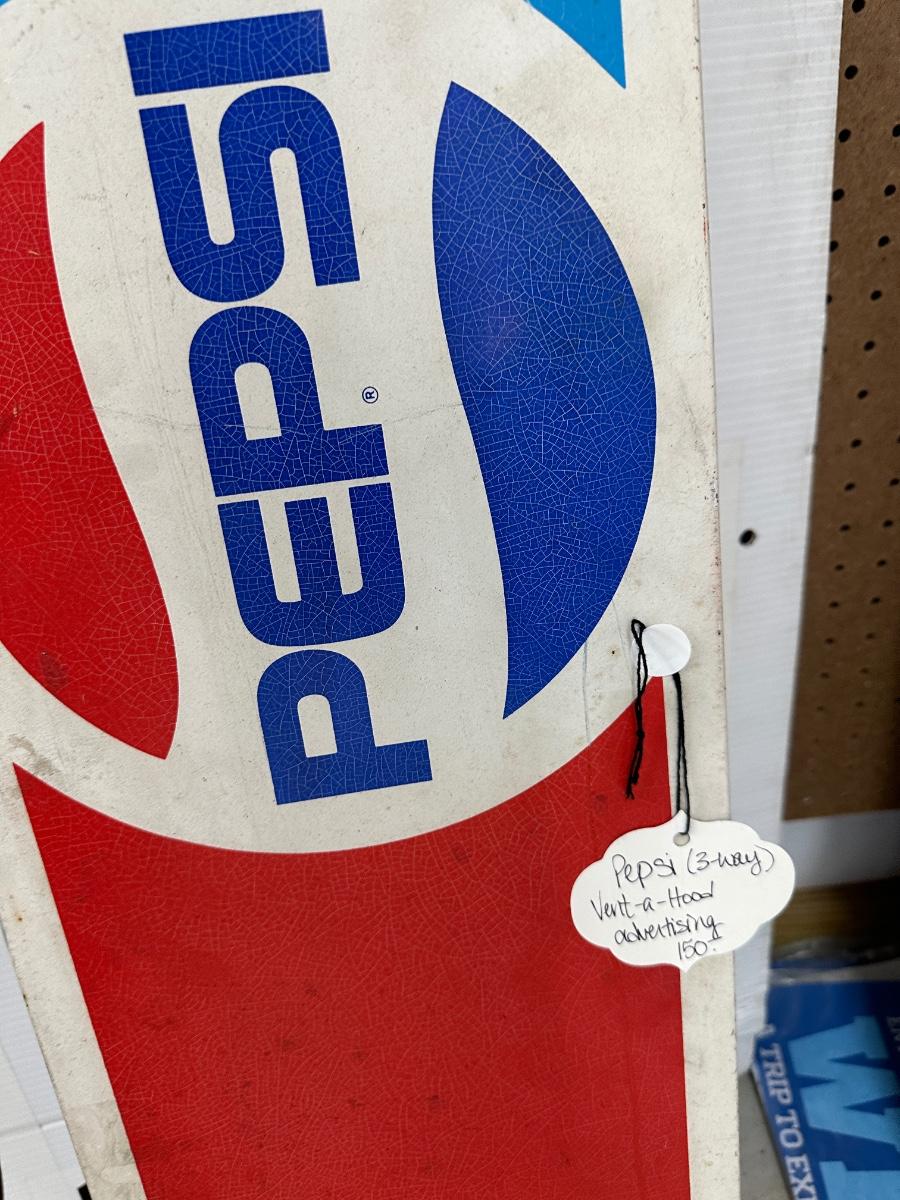 PEPSI
®
Pepsi (3-way)
Vent-a-Hood
advertising
150-
A TRIP TO EX